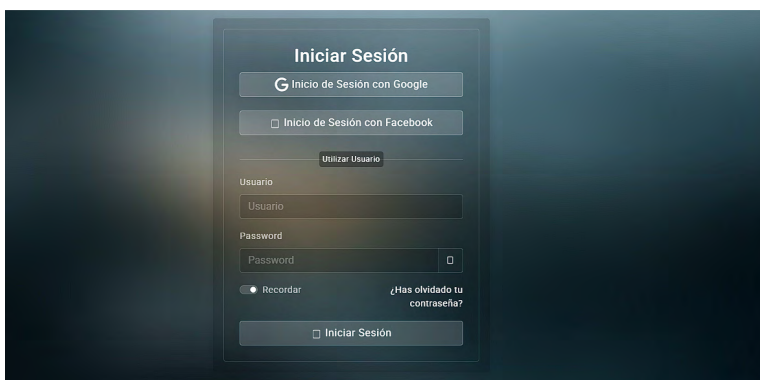 Iniciar Sesión
Inicio de Sesión con Google
Inicio de Sesión con Facebook
Utilizar Usuario
Usuario
Usuario
Password
Password
Recordar
¿Has olvidado tu
contraseña?
Iniciar Sesión